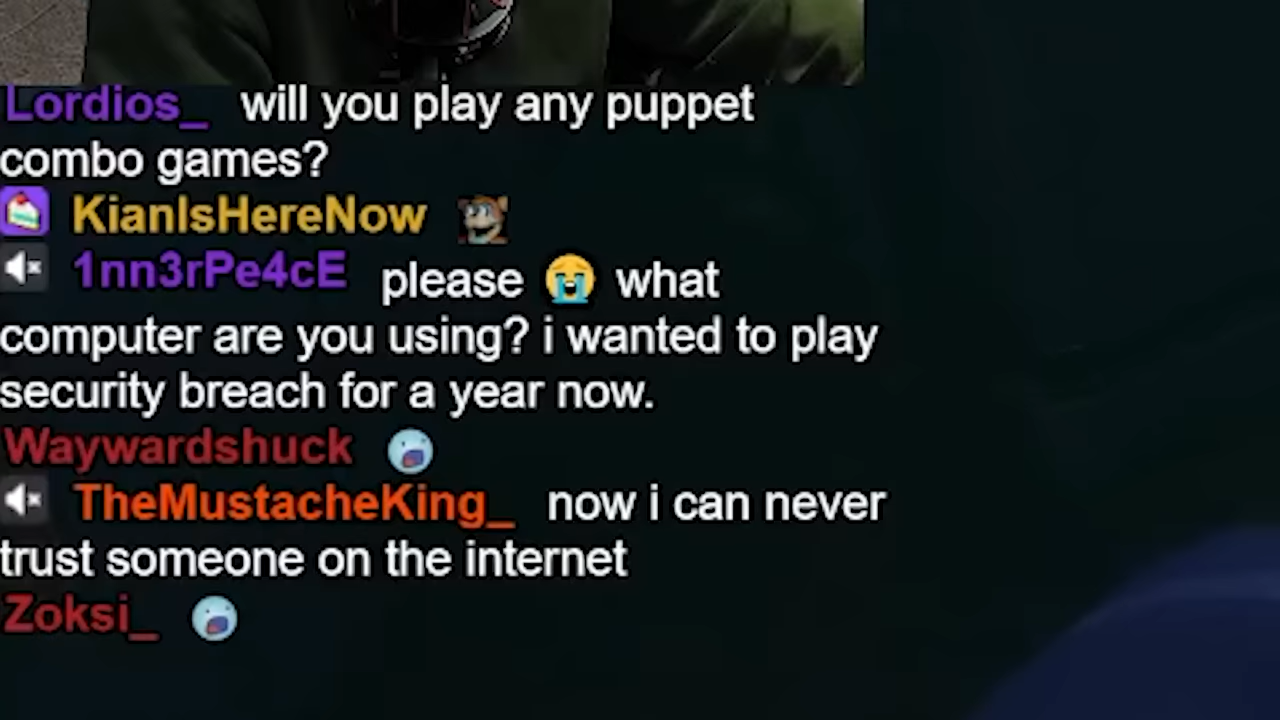 Lordios_ will you play any puppet
combo games?
KianIsHereNow
1nn3rPe4cE please 😭 what
computer are you using? i wanted to play
security breach for a year now.
Waywardshuck
TheMustacheKing_ now i can never
trust someone on the internet
Zoksi_